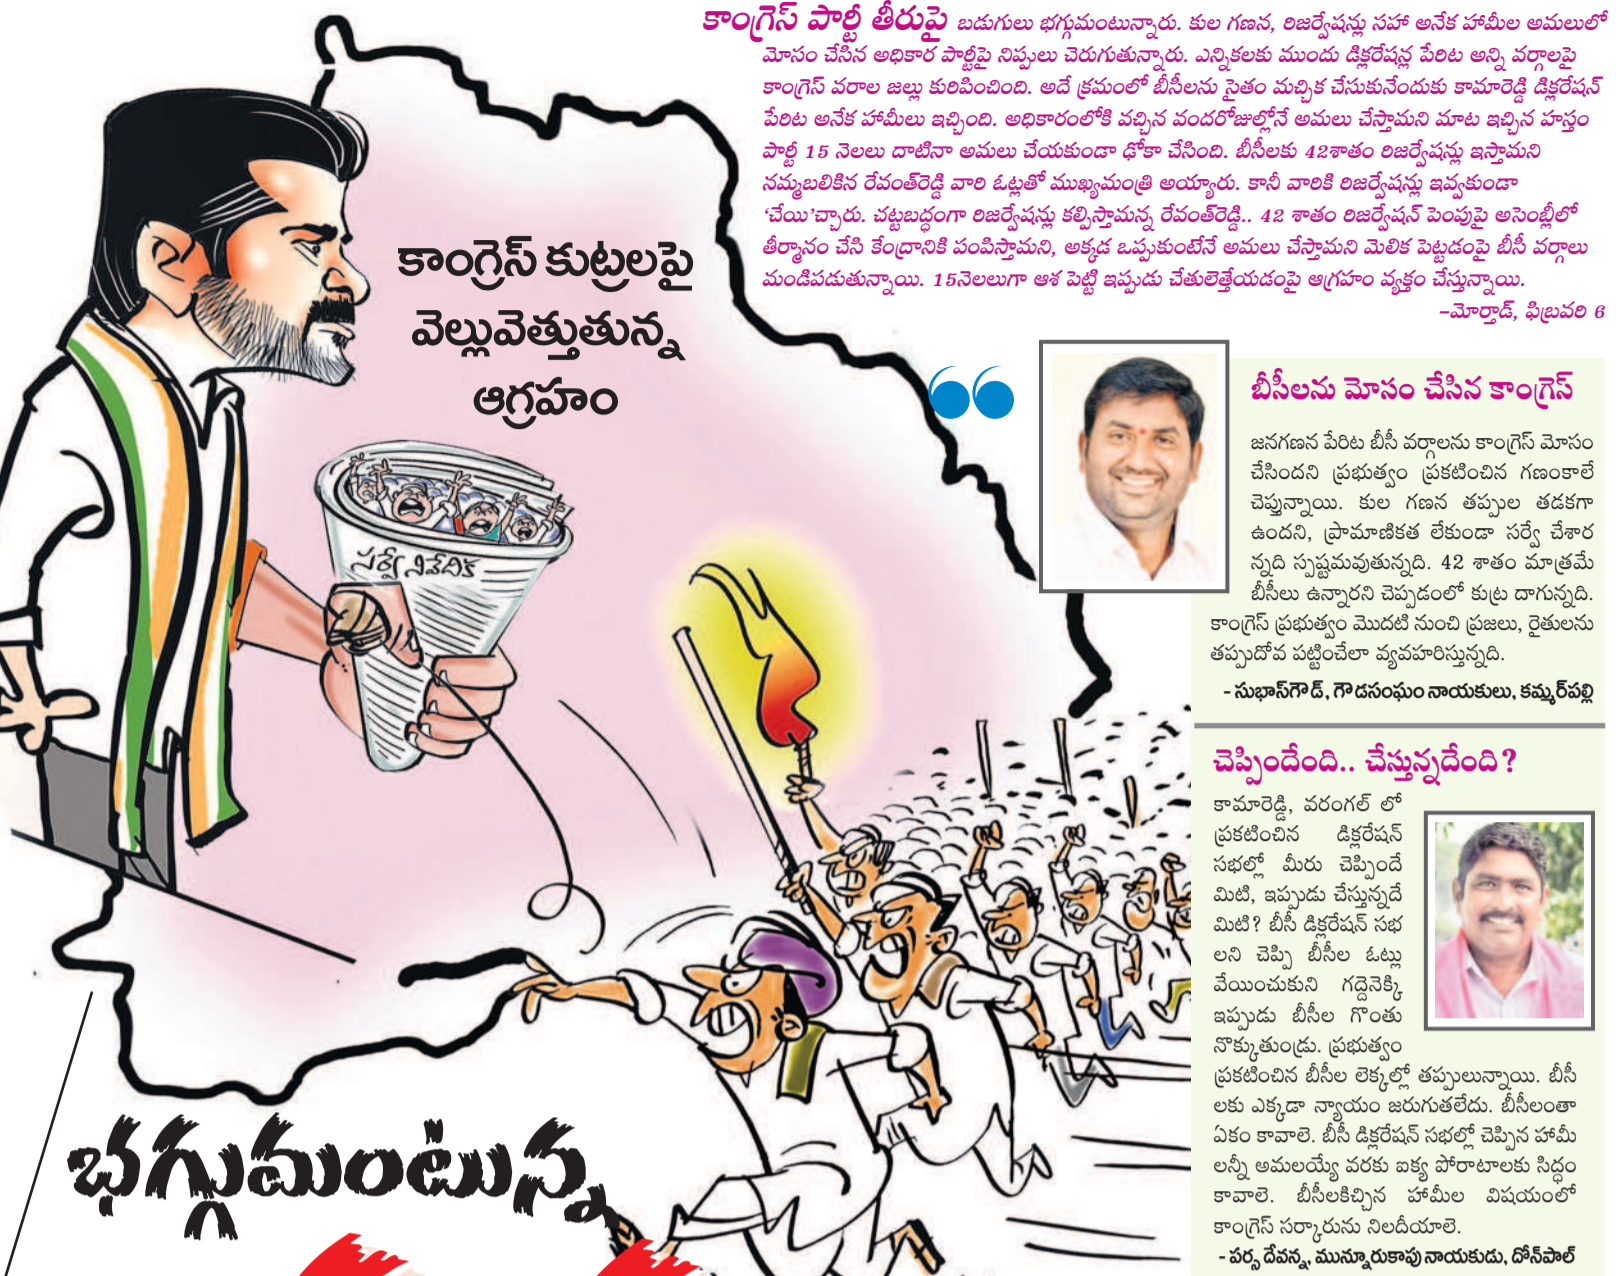 కాంగ్రెస్ పార్టీ తీరుపై బడుగులు భగ్గుమంటున్నారు. కుల గణన, రిజర్వేషన్లు సహా అనేక హామీల అమలులో
మోసం చేసిన అధికార పార్టీపై నిప్పులు చెరుగుతున్నారు. ఎన్నికలకు ముందు డిక్లరేషన్ల పేరిట అన్ని వర్గాలపై
కాంగ్రెస్ వరాల జల్లు కురిపించింది. అదే క్రమంలో బీసీలను సైతం మచ్చిక చేసుకునేందుకు కామారెడ్డి డిక్లరేషన్
పేరిట అనేక హామీలు ఇచ్చింది. అధికారంలోకి వచ్చిన వందరోజుల్లోనే అమలు చేస్తామని మాట ఇచ్చిన హస్తం
పార్టీ 15 నెలలు దాటినా అమలు చేయకుండా ఢోకా చేసింది. బీసీలకు 42శాతం రిజర్వేషన్లు ఇస్తామని
నమ్మబలికిన రేవంత్‌రెడ్డి వారి ఓట్లతో ముఖ్యమంత్రి అయ్యారు. కానీ వారికి రిజర్వేషన్లు ఇవ్వకుండా
‘చేయి’చ్చారు. చట్టబద్ధంగా రిజర్వేషన్లు కల్పిస్తామన్న రేవంత్‌రెడ్డి.. 42 శాతం రిజర్వేషన్ పెంపుపై అసెంబ్లీలో
తీర్మానం చేసి కేంద్రానికి పంపిస్తామని, అక్కడ ఒప్పుకుంటేనే అమలు చేస్తామని మెలిక పెట్టడంపై బీసీ వర్గాలు
మండిపడుతున్నాయి. 15నెలలుగా ఆశ పెట్టి ఇప్పుడు చేతులెత్తేయడంపై ఆగ్రహం వ్యక్తం చేస్తున్నాయి.
–మోర్తాడ్, ఫిబ్రవరి 6
కాంగ్రెస్ కుట్రలపై
వెల్లువెత్తుతున్న
ఆగ్రహం
సర్వే నివేదిక
భగ్గుమంటున్న
బీసీలను మోసం చేసిన కాంగ్రెస్
జనగణన పేరిట బీసీ వర్గాలను కాంగ్రెస్ మోసం
చేసిందని ప్రభుత్వం ప్రకటించిన గణంకాలే
చెప్తున్నాయి. కుల గణన తప్పుల తడకగా
ఉందని, ప్రామాణికత లేకుండా సర్వే చేశార
న్నది స్పష్టమవుతున్నది. 42 శాతం మాత్రమే
బీసీలు ఉన్నారని చెప్పడంలో కుట్ర దాగున్నది.
కాంగ్రెస్ ప్రభుత్వం మొదటి నుంచి ప్రజలు, రైతులను
తప్పుదోవ పట్టించేలా వ్యవహరిస్తున్నది.
- సుభాస్‌గౌడ్, గౌడసంఘం నాయకులు, కమ్మర్‌పల్లి
చెప్పిందేంది.. చేస్తున్నదేంది?
కామారెడ్డి, వరంగల్ లో
ప్రకటించిన డిక్లరేషన్
సభల్లో మీరు చెప్పిందే
మిటి, ఇప్పుడు చేస్తున్నదే
మిటి? బీసీ డిక్లరేషన్ సభ
లని చెప్పి బీసీల ఓట్లు
వేయించుకుని గద్దెనెక్కి
ఇప్పుడు బీసీల గొంతు
నొక్కుతుండ్రు. ప్రభుత్వం
ప్రకటించిన బీసీల లెక్కల్లో తప్పులున్నాయి. బీసీ
లకు ఎక్కడా న్యాయం జరుగుతలేదు. బీసీలంతా
ఏకం కావాలె. బీసీ డిక్లరేషన్ సభల్లో చెప్పిన హామీ
లన్నీ అమలయ్యే వరకు ఐక్య పోరాటాలకు సిద్ధం
కావాలె. బీసీలకిచ్చిన హామీల విషయంలో
కాంగ్రెస్ సర్కారును నిలదీయాలె.
- పర్స దేవన్న, మున్నూరుకాపు నాయకుడు, దోన్‌పాల్